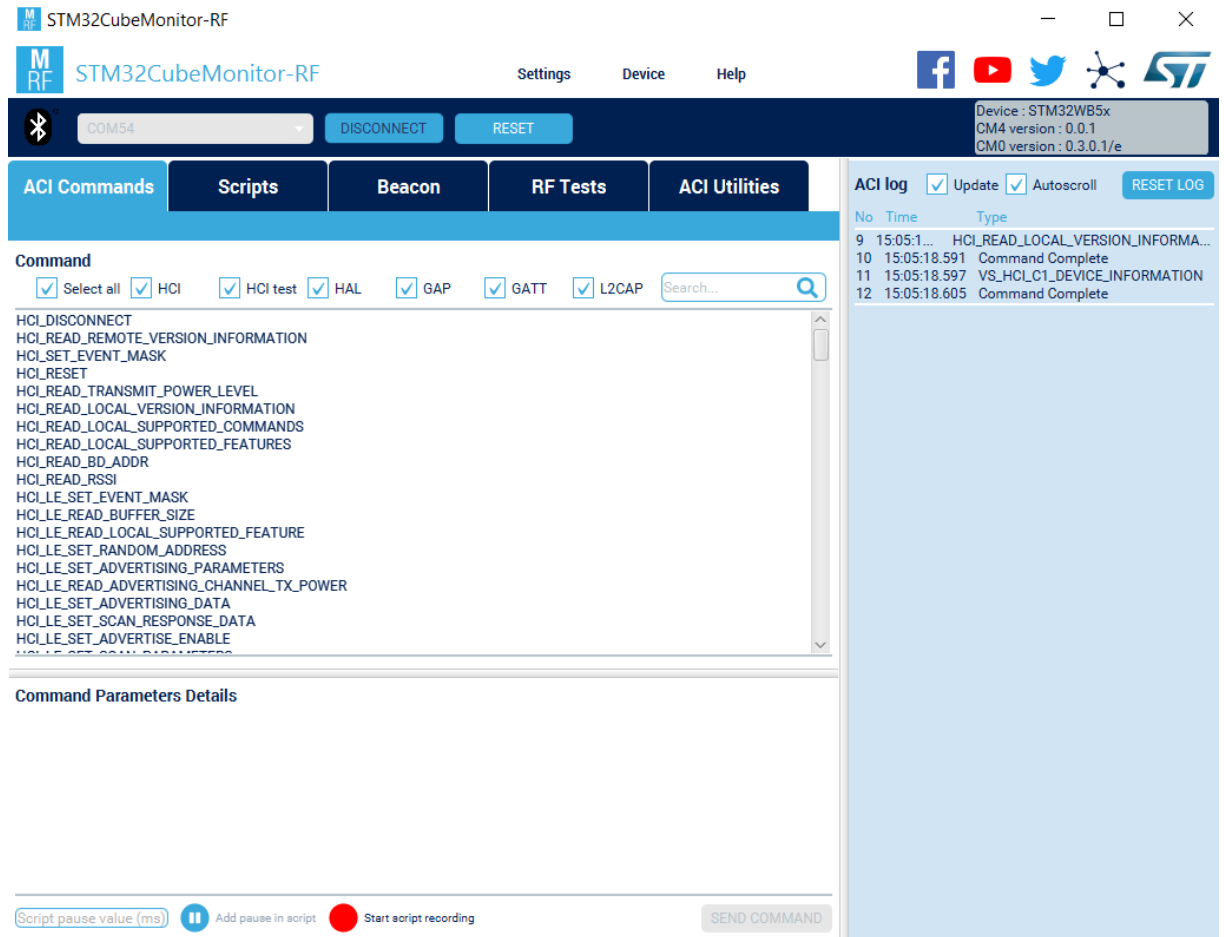 M
RF
STM32CubeMonitor-RF
M
RF
STM32CubeMonitor-RF
Settings
Device
Help
COM54
DISCONNECT
RESET
Device : STM32WB5x
CM4 version : 0.0.1
CM0 version : 0.3.0.1/e
ACI Commands
Scripts
Beacon
RF Tests
ACI Utilities
Command
Select all HCI HCI test HAL GAP GATT L2CAP Search...
HCI_DISCONNECT
HCI_READ_REMOTE_VERSION_INFORMATION
HCI_SET_EVENT_MASK
HCI_RESET
HCI_READ_TRANSMIT_POWER_LEVEL
HCI_READ_LOCAL_VERSION_INFORMATION
HCI_READ_LOCAL_SUPPORTED_COMMANDS
HCI_READ_LOCAL_SUPPORTED_FEATURES
HCI_READ_BD_ADDR
HCI_READ_RSSI
HCI_LE_SET_EVENT_MASK
HCI_LE_READ_BUFFER_SIZE
HCI_LE_READ_LOCAL_SUPPORTED_FEATURE
HCI_LE_SET_RANDOM_ADDRESS
HCI_LE_SET_ADVERTISING_PARAMETERS
HCI_LE_READ_ADVERTISING_CHANNEL_TX_POWER
HCI_LE_SET_ADVERTISING_DATA
HCI_LE_SET_SCAN_RESPONSE_DATA
HCI_LE_SET_ADVERTISE_ENABLE
HCI_LE_SET_SCAN_PARAMETERS
Command Parameters Details
Script pause value (ms)
Add pause in script
Start script recording
SEND COMMAND
ACI log Update Autoscroll RESET LOG
No Time Type
9 15:05:1... HCI_READ_LOCAL_VERSION_INFORMA...
10 15:05:18.591 Command Complete
11 15:05:18.597 VS_HCI_C1_DEVICE_INFORMATION
12 15:05:18.605 Command Complete